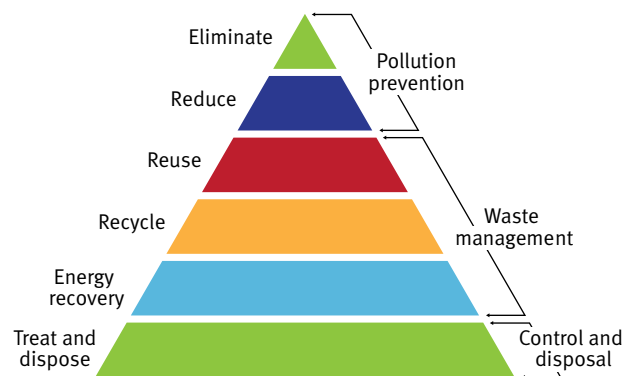 Eliminate
Pollution
prevention
Reduce
Reuse
Recycle
Waste
management
Energy
recovery
Treat and
dispose
Control and
disposal